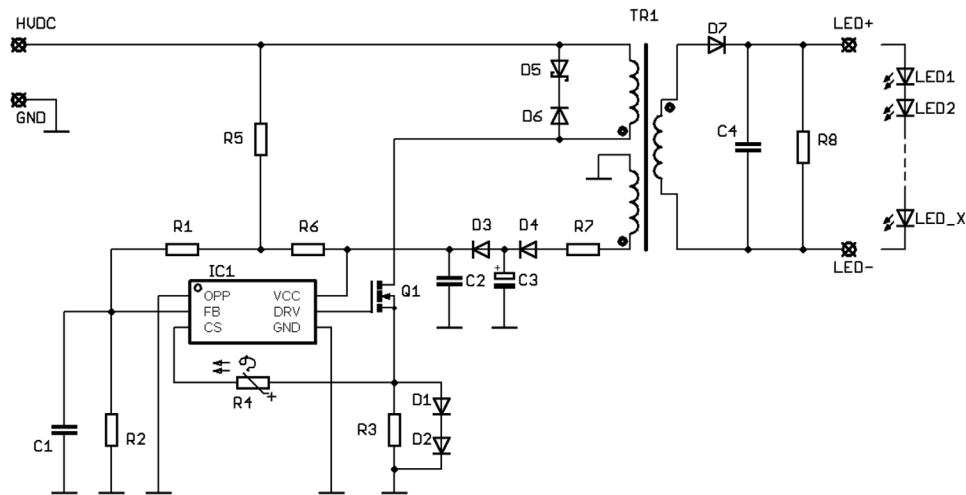 HVDC
TR1
D7
LED+
D5
LED1
GND
D6
LED2
R5
C4
R8
R1
R6
D3
D4
R7
LED_X
IC1
C2
+
C3
LED-
OPP
VCC
Q1
FB
DRV
CS
GND
R4
+
D1
C1
R2
R3
D2